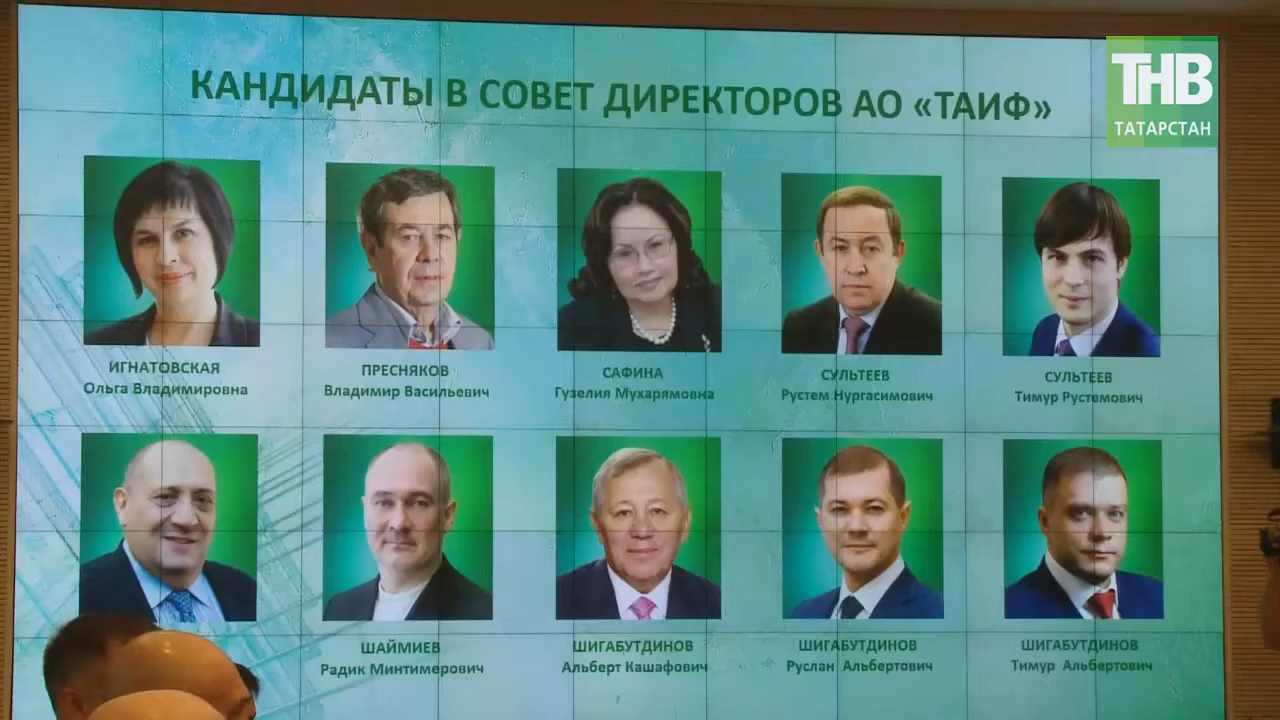 КАНДИДАТЫ В СОВЕТ ДИРЕКТОРОВ АО «ТАИФ»
ТНВ
ТАТАРСТАН
ИГНАТОВСКАЯ
Ольга Владимировна
ПРЕСНЯКОВ
Владимир Васильевич
САФИНА
Гузелия Мухарямовна
СУЛЬТЕЕВ
Рустем Нургасимович
СУЛЬТЕЕВ
Тимур Рустемович
ШАЙМИЕВ
Радик Минтимерович
ШИГАБУТДИНОВ
Альберт Кашафович
ШИГАБУТДИНОВ
Руслан Альбертович
ШИГАБУТДИНОВ
Тимур Альбертович